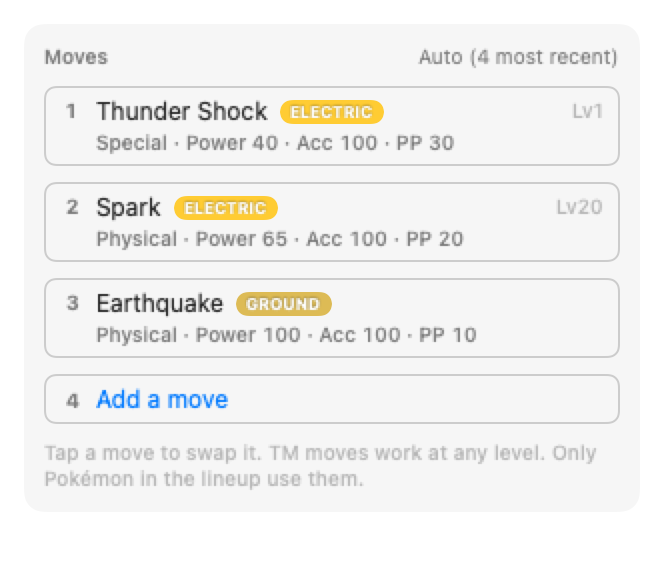 Moves Auto (4 most recent)
1 Thunder Shock ELECTRIC Lv1
Special · Power 40 · Acc 100 · PP 30
2 Spark ELECTRIC Lv20
Physical · Power 65 · Acc 100 · PP 20
3 Earthquake GROUND
Physical · Power 100 · Acc 100 · PP 10
4 Add a move
Tap a move to swap it. TM moves work at any level. Only
Pokémon in the lineup use them.